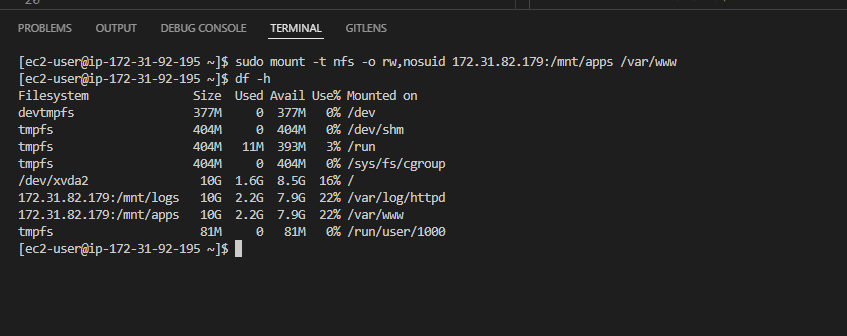 20
PROBLEMS OUTPUT DEBUG CONSOLE TERMINAL GITLENS
[ec2-user@ip-172-31-92-195 ~]$ sudo mount -t nfs -o rw,nosuid 172.31.82.179:/mnt/apps /var/www
[ec2-user@ip-172-31-92-195 ~]$ df -h
Filesystem Size Used Avail Use% Mounted on
devtmpfs 377M 0 377M 0% /dev
tmpfs 404M 0 404M 0% /dev/shm
tmpfs 404M 11M 393M 3% /run
tmpfs 404M 0 404M 0% /sys/fs/cgroup
/dev/xvda2 10G 1.6G 8.5G 16% /
172.31.82.179:/mnt/logs 10G 2.2G 7.9G 22% /var/log/httpd
172.31.82.179:/mnt/apps 10G 2.2G 7.9G 22% /var/www
tmpfs 81M 0 81M 0% /run/user/1000
[ec2-user@ip-172-31-92-195 ~]$